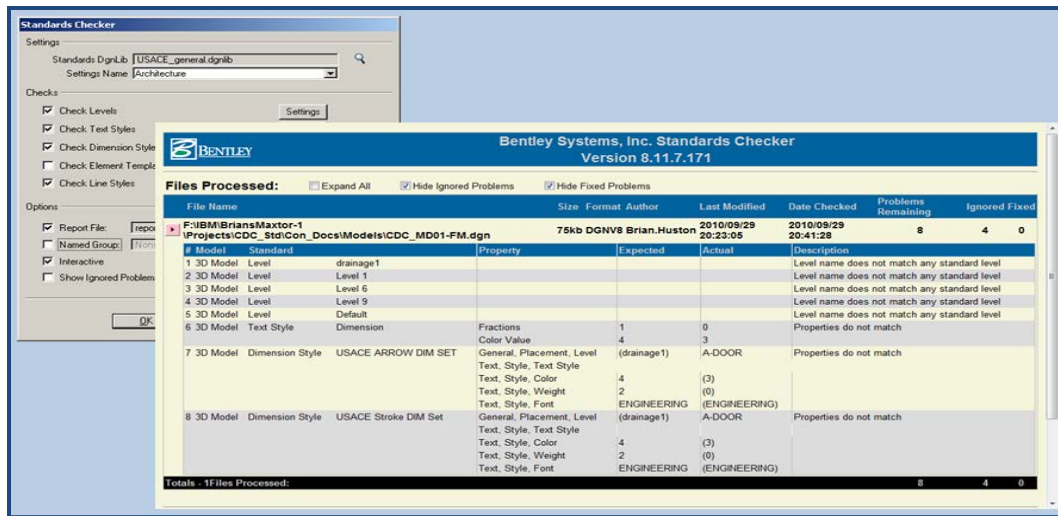 Standards Checker
Settings
Standards DgnLib USACE_general.dgnlib
Settings Name Architecture
Checks
Check Levels Settings
Check Text Styles
Check Dimension Style
Check Element Templa
Check Line Styles
Options
Report File: repo
Named Group:
Interactive
Show Ignored Problem
OK
BENTLEY
Bentley Systems, Inc. Standards Checker
Version 8.11.7.171
Files Processed: Expand All Hide Ignored Problems Hide Fixed Problems
File Name Size Format Author Last Modified Date Checked Problems Remaining Ignored Fixed
F:\IBM\BriansMaxtor-1
\Projects\CDC_Std\Con_Docs\Models\CDC_MD01-FM.dgn 75kb DGNV8 Brian.Huston 2010/09/29 20:23:05 2010/09/29 20:41:28 8 4 0
# Model Standard Property Expected Actual Description
1 3D Model Level drainage1 Level name does not match any standard level
2 3D Model Level Level 1 Level name does not match any standard level
3 3D Model Level Level 6 Level name does not match any standard level
4 3D Model Level Level 9 Level name does not match any standard level
5 3D Model Level Default Level name does not match any standard level
6 3D Model Text Style Dimension Fractions 1 0 Properties do not match
Color Value 4 3
7 3D Model Dimension Style USACE ARROW DIM SET General, Placement, Level (drainage1) A-DOOR Properties do not match
Text, Style, Text Style
Text, Style, Color 4 (3)
Text, Style, Weight 2 (0)
Text, Style, Font ENGINEERING (ENGINEERING)
8 3D Model Dimension Style USACE Stroke DIM Set General, Placement, Level (drainage1) A-DOOR Properties do not match
Text, Style, Text Style
Text, Style, Color 4 (3)
Text, Style, Weight 2 (0)
Text, Style, Font ENGINEERING (ENGINEERING)
Totals - 1Files Processed: 8 4 0